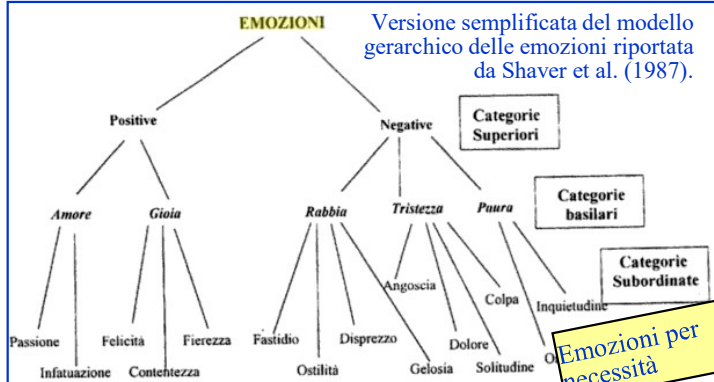 EMOZIONI
Versione semplificata del modello
gerarchico delle emozioni riportata
da Shaver et al. (1987).
Positive
Negative
Categorie
Superiori
Amore
Gioia
Rabbia
Tristezza
Paura
Categorie
basilari
Categorie
Subordinate
Angoscia
Colpa
Inquietudine
Passione
Felicità
Fierezza
Fastidio
Disprezzo
Dolore
Infatuazione
Contentezza
Ostilità
Gelosia
Solitudine
Emozioni per
necessità